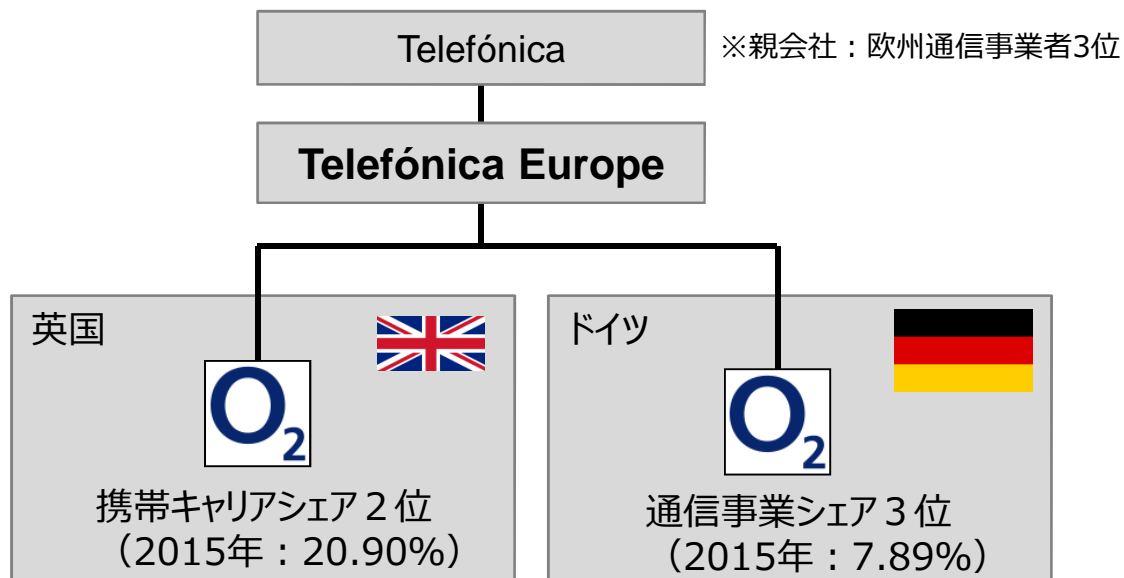 Telefónica
※親会社：欧州通信事業者3位
Telefónica Europe
英国
ドイツ
O2
O2
携帯キャリアシェア２位
（2015年：20.90%）
通信事業シェア３位
（2015年：7.89%）